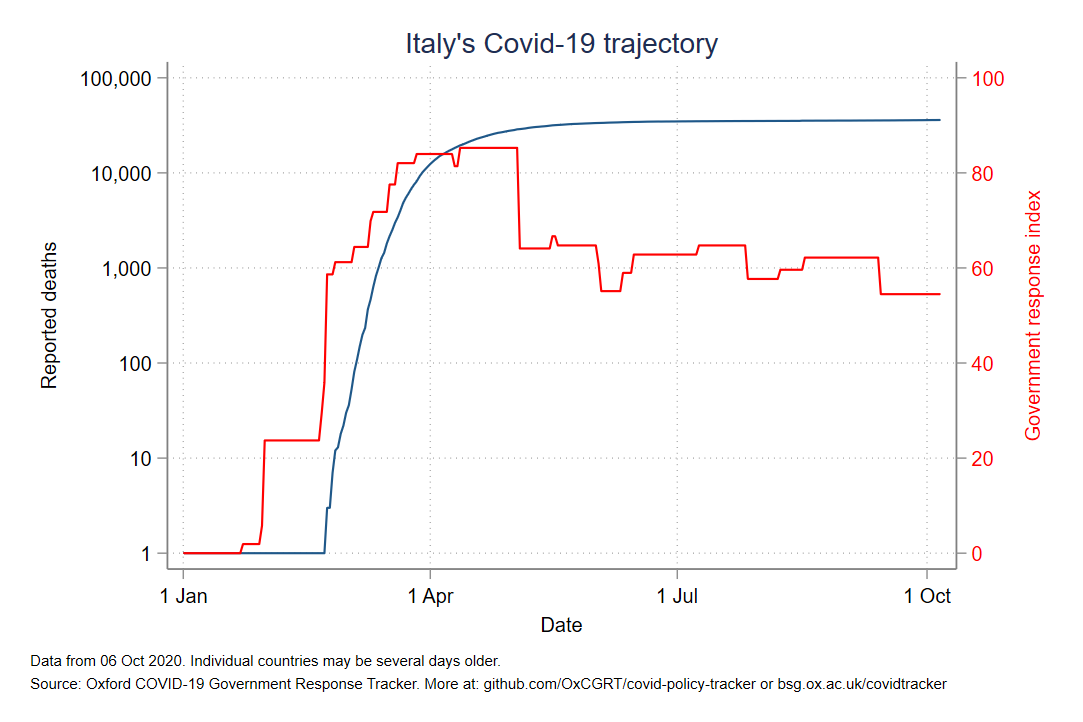 Italy's Covid-19 trajectory
100,000
10,000
1,000
100
10
1
Reported deaths
100
80
60
40
20
0
Government response index
1 Jan
1 Apr
1 Jul
1 Oct
Date
Data from 06 Oct 2020. Individual countries may be several days older.
Source: Oxford COVID-19 Government Response Tracker. More at: github.com/OxCGRT/covid-policy-tracker or bsg.ox.ac.uk/covidtracker